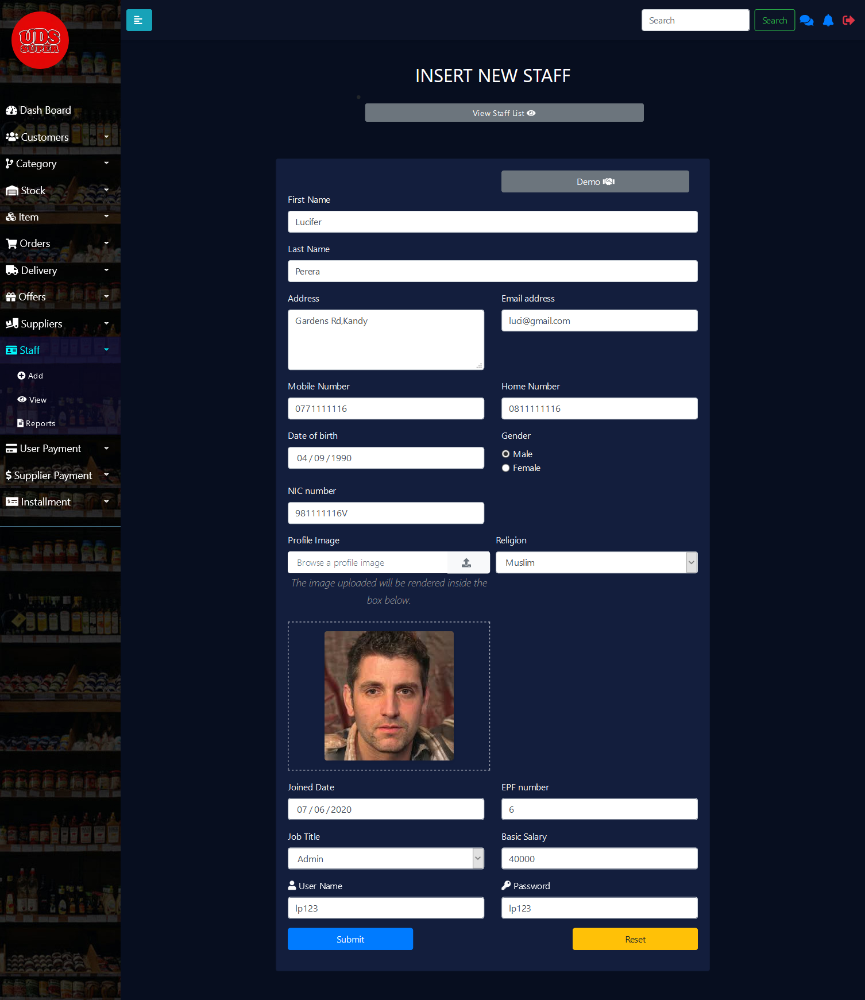 UDS
SUPER
Search
Search
Dash Board
Customers
Category
Stock
Item
Orders
Delivery
Offers
Suppliers
Staff
Add
View
Reports
User Payment
Supplier Payment
Installment
INSERT NEW STAFF
View Staff List
Demo
First Name
Lucifer
Last Name
Perera
Address
Email address
Gardens Rd,Kandy
luci@gmail.com
Mobile Number
Home Number
0771111116
0811111116
Date of birth
Gender
04 / 09 / 1990
Male
Female
NIC number
981111116V
Profile Image
Religion
Browse a profile image
Muslim
The image uploaded will be rendered inside the
box below.
Joined Date
EPF number
07 / 06 / 2020
6
Job Title
Basic Salary
Admin
40000
User Name
Password
lp123
lp123
Submit
Reset